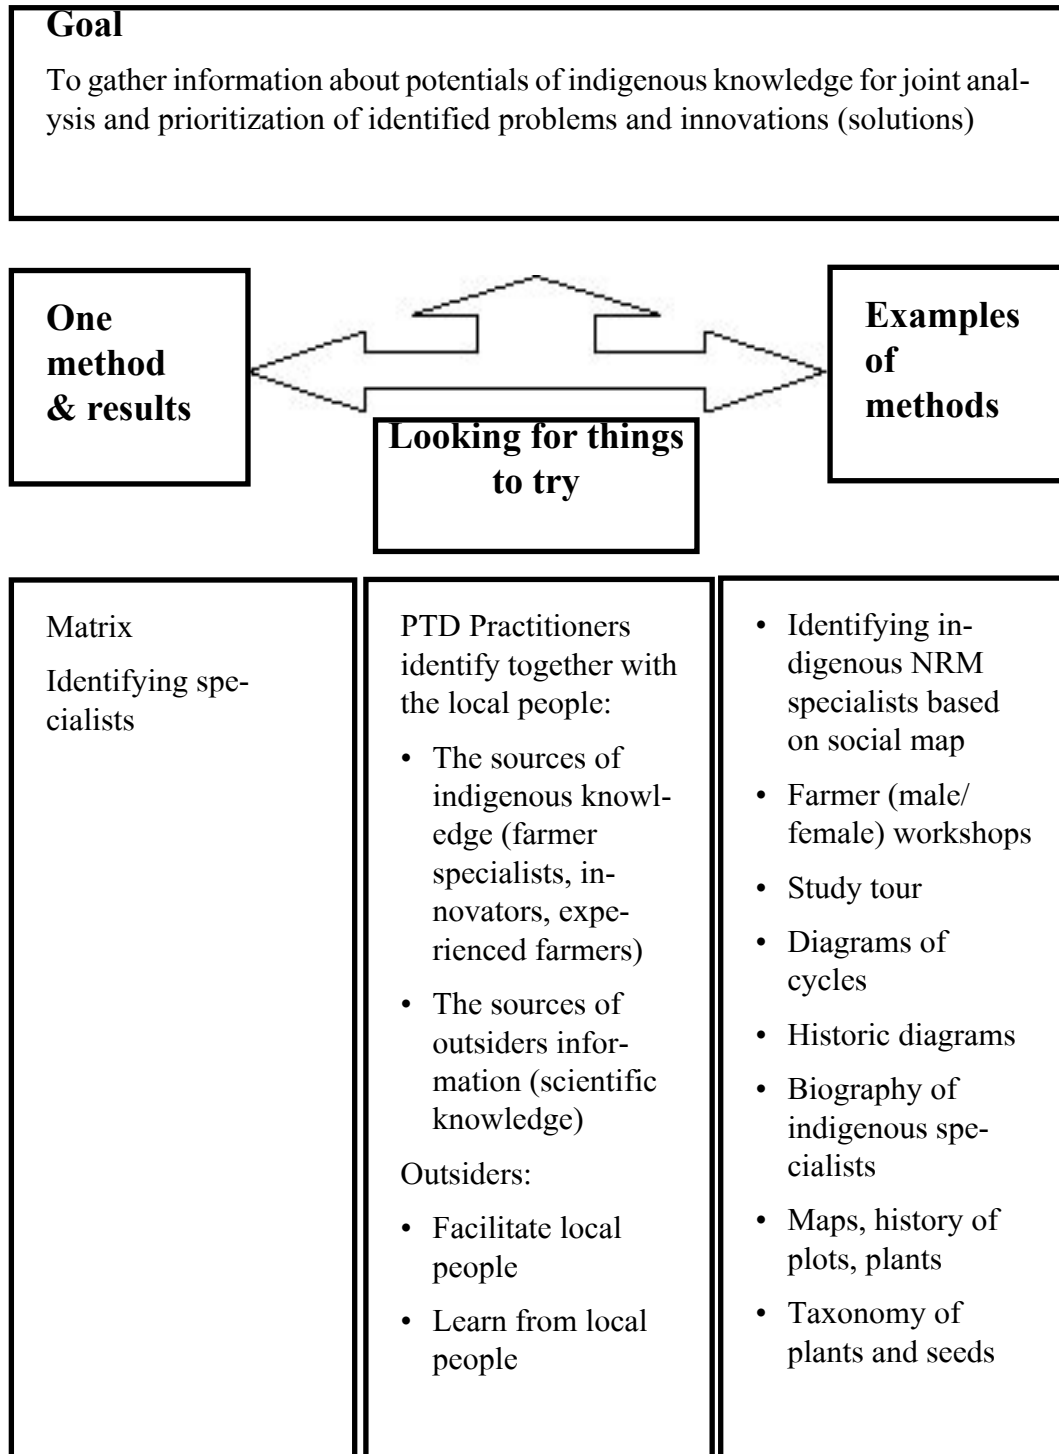 Goal
To gather information about potentials of indigenous knowledge for joint anal-
ysis and prioritization of identified problems and innovations (solutions)
One
method
& results
Examples
of
methods
Looking for things
to try
Matrix
Identifying spe-
cialists
PTD Practitioners
identify together with
the local people:
• The sources of
indigenous knowl-
edge (farmer
specialists, in-
novators, expe-
rienced farmers)
• The sources of
outsiders infor-
mation (scientific
knowledge)
Outsiders:
• Facilitate local
people
• Learn from local
people
• Identifying in-
digenous NRM
specialists based
on social map
• Farmer (male/
female) workshops
• Study tour
• Diagrams of
cycles
• Historic diagrams
• Biography of
indigenous spe-
cialists
• Maps, history of
plots, plants
• Taxonomy of
plants and seeds